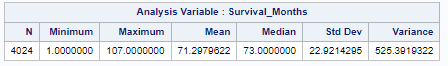 Analysis Variable : Survival_Months
N Minimum Maximum Mean Median Std Dev Variance
4024 1.0000000 107.0000000 71.2979622 73.0000000 22.9214295 525.3919322